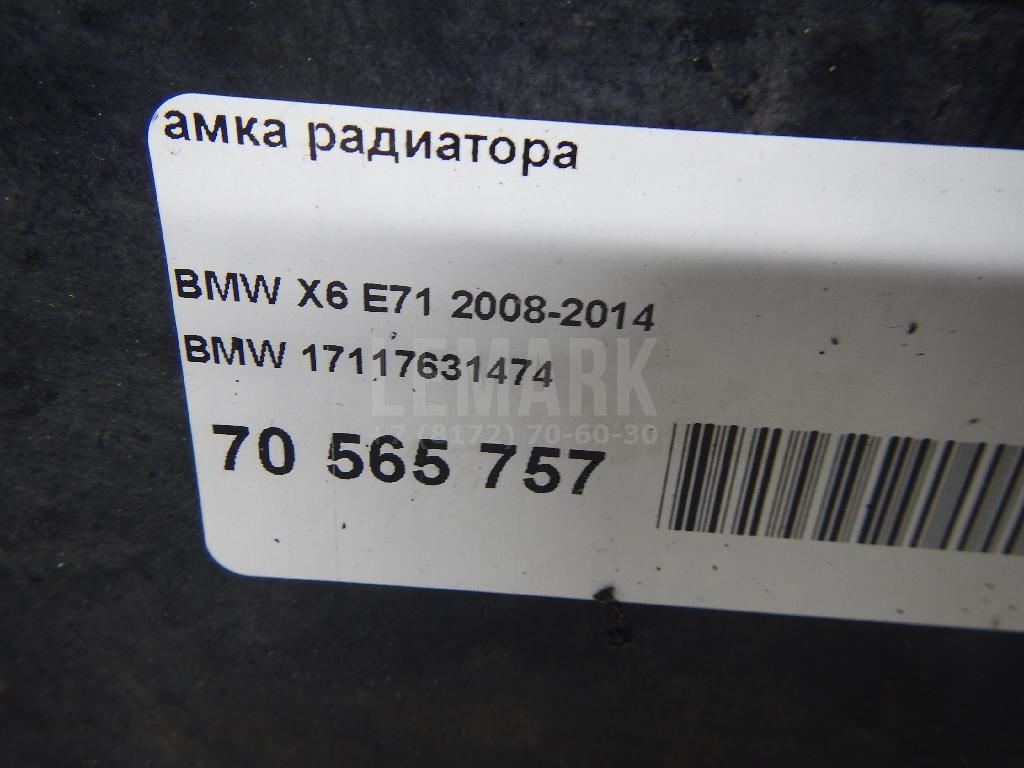 амка радиатора
BMW X6 E71 2008-2014
BMW 17117631474
LEMARK
+7 (8172) 70-60-30
70 565 757